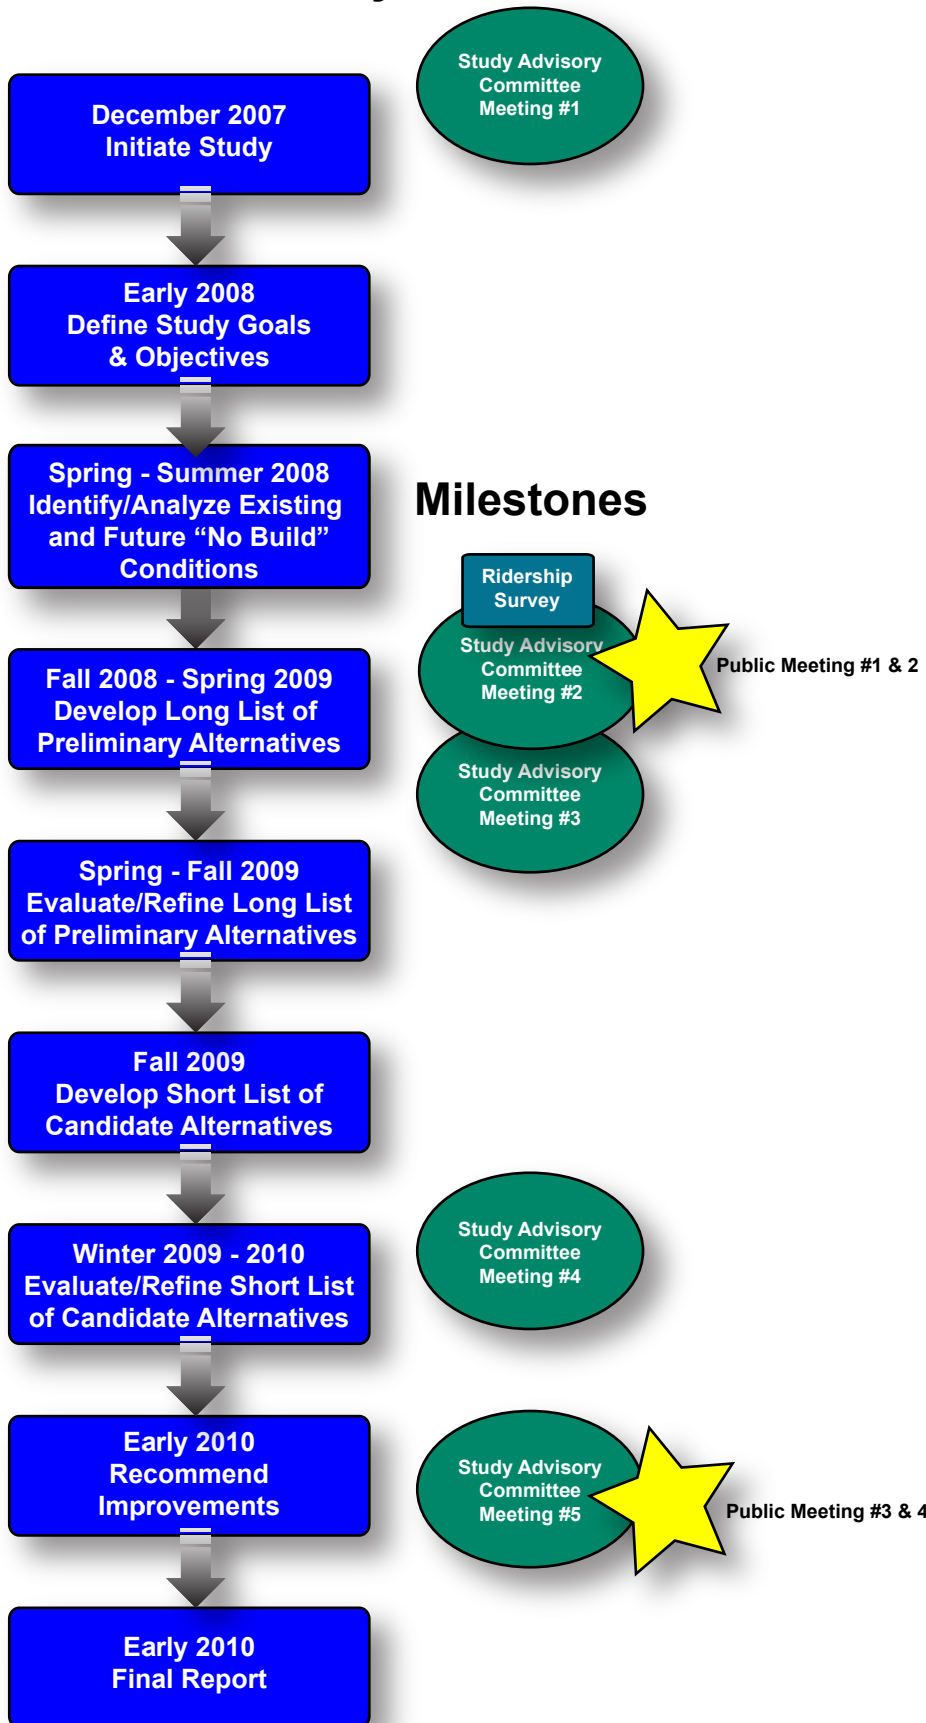 Study Advisory
Committee
Meeting #1
December 2007
Initiate Study
Early 2008
Define Study Goals
& Objectives
Spring - Summer 2008
Identify/Analyze Existing
and Future “No Build”
Conditions
Milestones
Ridership
Survey
Study Advisory
Committee
Meeting #2
Public Meeting #1 & 2
Fall 2008 - Spring 2009
Develop Long List of
Preliminary Alternatives
Study Advisory
Committee
Meeting #3
Spring - Fall 2009
Evaluate/Refine Long List
of Preliminary Alternatives
Fall 2009
Develop Short List of
Candidate Alternatives
Winter 2009 - 2010
Evaluate/Refine Short List
of Candidate Alternatives
Study Advisory
Committee
Meeting #4
Early 2010
Recommend
Improvements
Study Advisory
Committee
Meeting #5
Public Meeting #3 & 4
Early 2010
Final Report